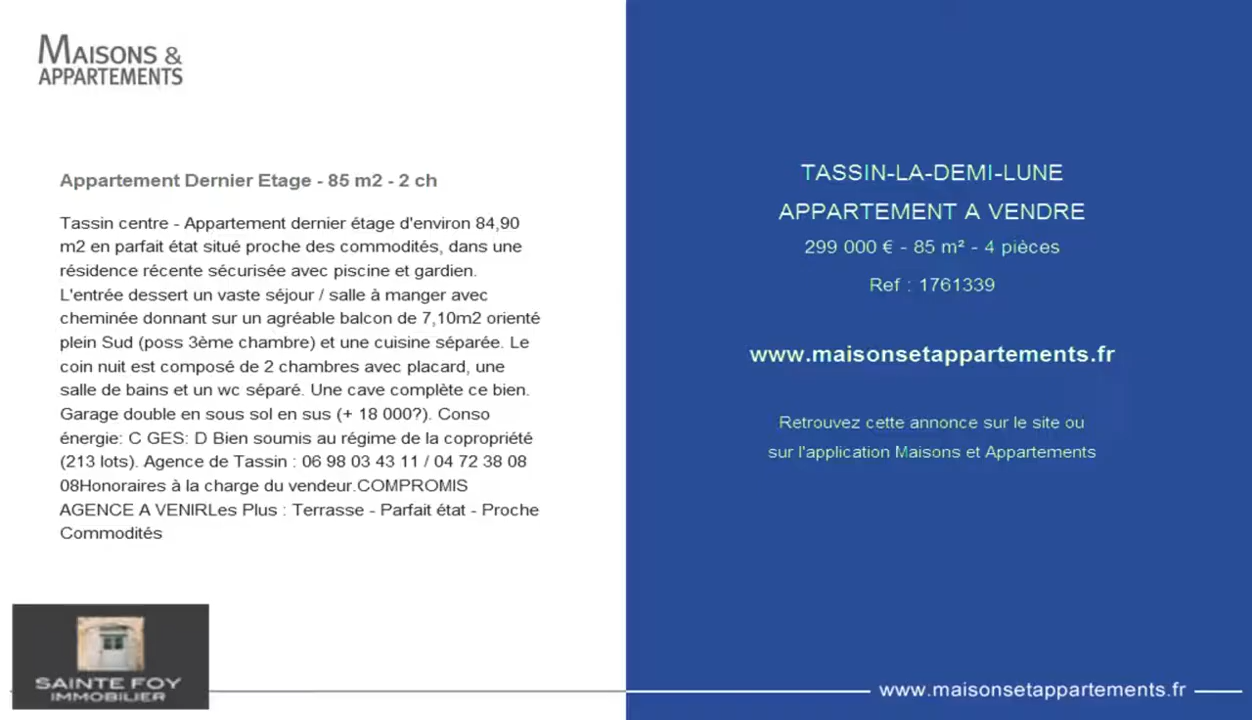 MAISONS &
APPARTEMENTS
Appartement Dernier Etage - 85 m2 - 2 ch
Tassin centre - Appartement dernier étage d'environ 84,90
m2 en parfait état situé proche des commodités, dans une
résidence récente sécurisée avec piscine et gardien.
L'entrée dessert un vaste séjour / salle à manger avec
cheminée donnant sur un agréable balcon de 7,10m2 orienté
plein Sud (poss 3ème chambre) et une cuisine séparée. Le
coin nuit est composé de 2 chambres avec placard, une
salle de bains et un wc séparé. Une cave complète ce bien.
Garage double en sous sol en sus (+ 18 000?). Conso
énergie: C GES: D Bien soumis au régime de la copropriété
(213 lots). Agence de Tassin : 06 98 03 43 11 / 04 72 38 08
08Honoraires à la charge du vendeur.COMPROMIS
AGENCE A VENIRLes Plus : Terrasse - Parfait état - Proche
Commodités
SAINTE FOY
IMMOBILIER
TASSIN-LA-DEMI-LUNE
APPARTEMENT A VENDRE
299 000 € - 85 m² - 4 pièces
Ref : 1761339
www.maisonsetappartements.fr
Retrouvez cette annonce sur le site ou
sur l'application Maisons et Appartements
www.maisonsetappartements.fr